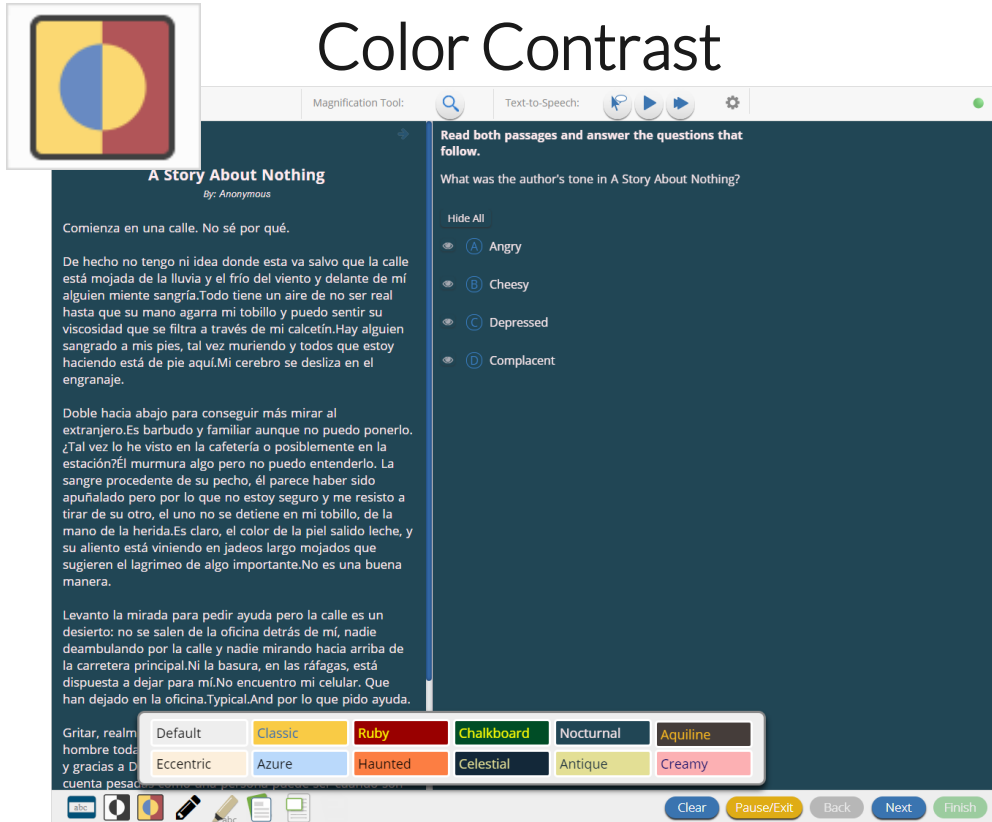 Color Contrast
Magnification Tool:
Text-to-Speech:
A Story About Nothing
By: Anonymous
Comienza en una calle. No sé por qué.
De hecho no tengo ni idea donde esta va salvo que la calle
está mojada de la lluvia y el frío del viento y delante de mí
alguien miente sangría.Todo tiene un aire de no ser real
hasta que su mano agarra mi tobillo y puedo sentir su
viscosidad que se filtra a través de mi calcetín.Hay alguien
sangrado a mis pies, tal vez muriendo y todos que estoy
haciendo está de pie aquí.Mi cerebro se desliza en el
engranaje.
Doble hacia abajo para conseguir más mirar al
extranjero.Es barbudo y familiar aunque no puedo ponerlo.
¿Tal vez lo he visto en la cafetería o posiblemente en la
estación?Él murmura algo pero no puedo entenderlo. La
sangre procedente de su pecho, él parece haber sido
apuñalado pero por lo que no estoy seguro y me resisto a
tirar de su otro, el uno no se detiene en mi tobillo, de la
mano de la herida.Es claro, el color de la piel salido leche, y
su aliento está viniendo en jadeos largo mojados que
sugieren el lagrimeo de algo importante.No es una buena
manera.
Levanto la mirada para pedir ayuda pero la calle es un
desierto: no se salen de la oficina detrás de mí, nadie
deambulando por la calle y nadie mirando hacia arriba de
la carretera principal.Ni la basura, en las ráfagas, está
dispuesta a dejar para mí.No encuentro mi celular. Que
han dejado en la oficina.Typical.And por lo que pido ayuda.
Gritar, realm
hombre toda
y gracias a D
cuenta pesadas como una persona puede ser cuando son
Read both passages and answer the questions that
follow.
What was the author's tone in A Story About Nothing?
Hide All
A Angry
B Cheesy
C Depressed
D Complacent
Default Classic Ruby Chalkboard Nocturnal Aquiline
Eccentric Azure Haunted Celestial Antique Creamy
abc
abc
Clear Pause/Exit Back Next Finish